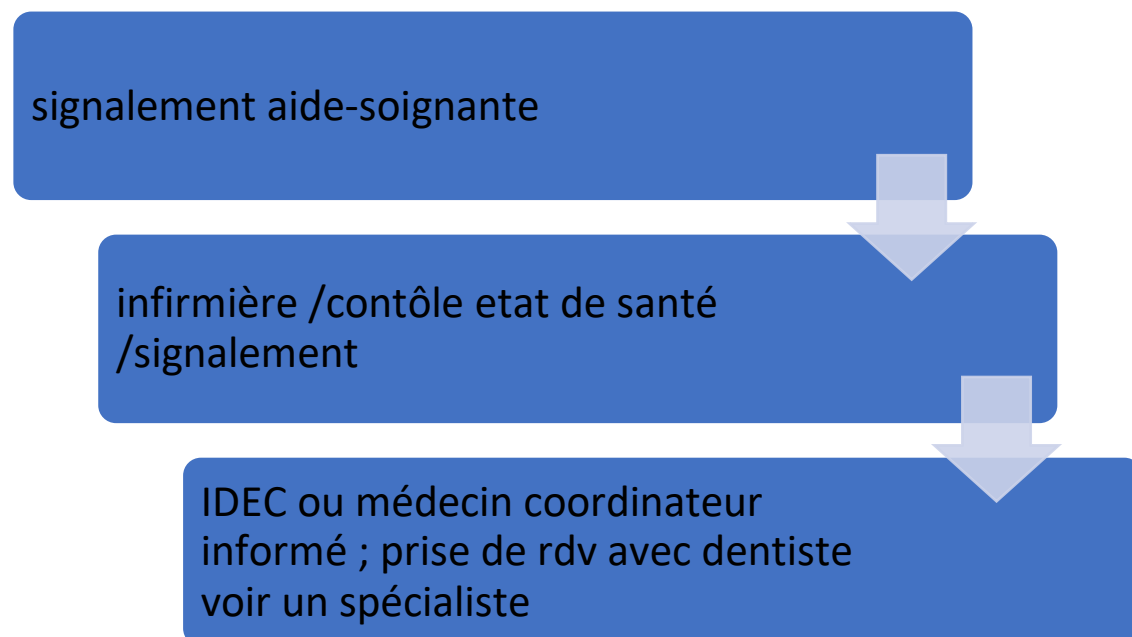 signalement aide-soignante
infirmière /contôle etat de santé
/signalement
IDEC ou médecin coordinateur
informé ; prise de rdv avec dentiste
voir un spécialiste